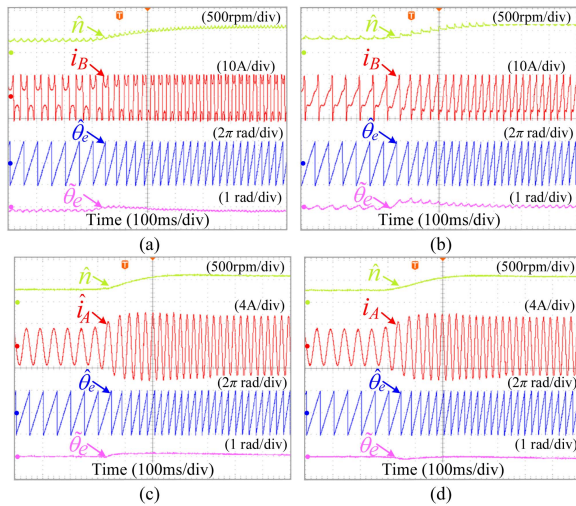 T
n̂
(500rpm/div)
i_B
(10A/div)
θ̂_e
(2π rad/div)
θ̃_e
(1 rad/div)
Time (100ms/div)
(a)
T
n̂
(500rpm/div)
i_B
(10A/div)
θ̂_e
(2π rad/div)
θ̃_e
(1 rad/div)
Time (100ms/div)
(b)
T
n̂
(500rpm/div)
î_A
(4A/div)
θ̂_e
(2π rad/div)
θ̃_e
(1 rad/div)
Time (100ms/div)
(c)
T
n̂
(500rpm/div)
i_A
(4A/div)
θ̂_e
(2π rad/div)
θ̃_e
(1 rad/div)
Time (100ms/div)
(d)